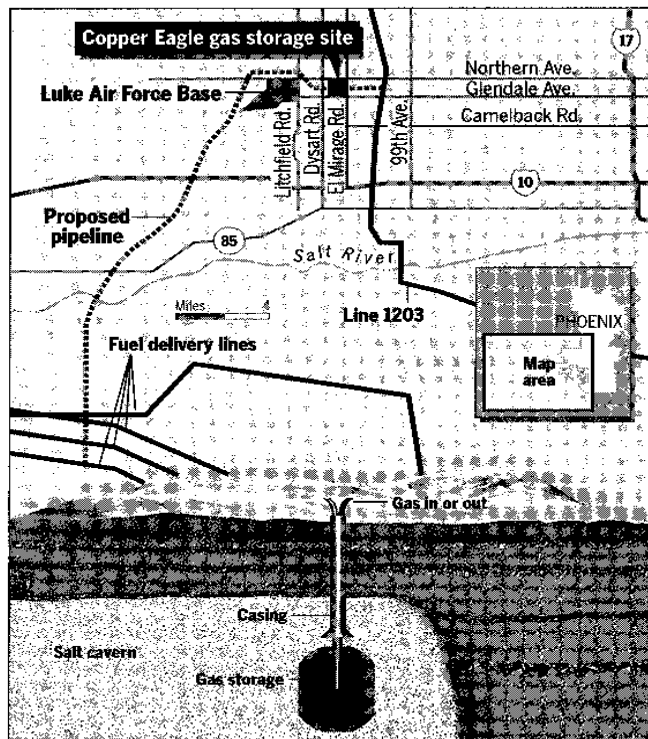 Copper Eagle gas storage site
17
Northern Ave.
Luke Air Force Base
Glendale Ave.
Camelback Rd.
Litchfield Rd.
Dysart Rd.
El Mirage Rd.
99th Ave.
10
Proposed
pipeline
85
Salt River
Miles
4
Line 1203
PHOENIX
Map
area
Fuel delivery lines
Gas in or out
Casing
Salt cavern
Gas storage